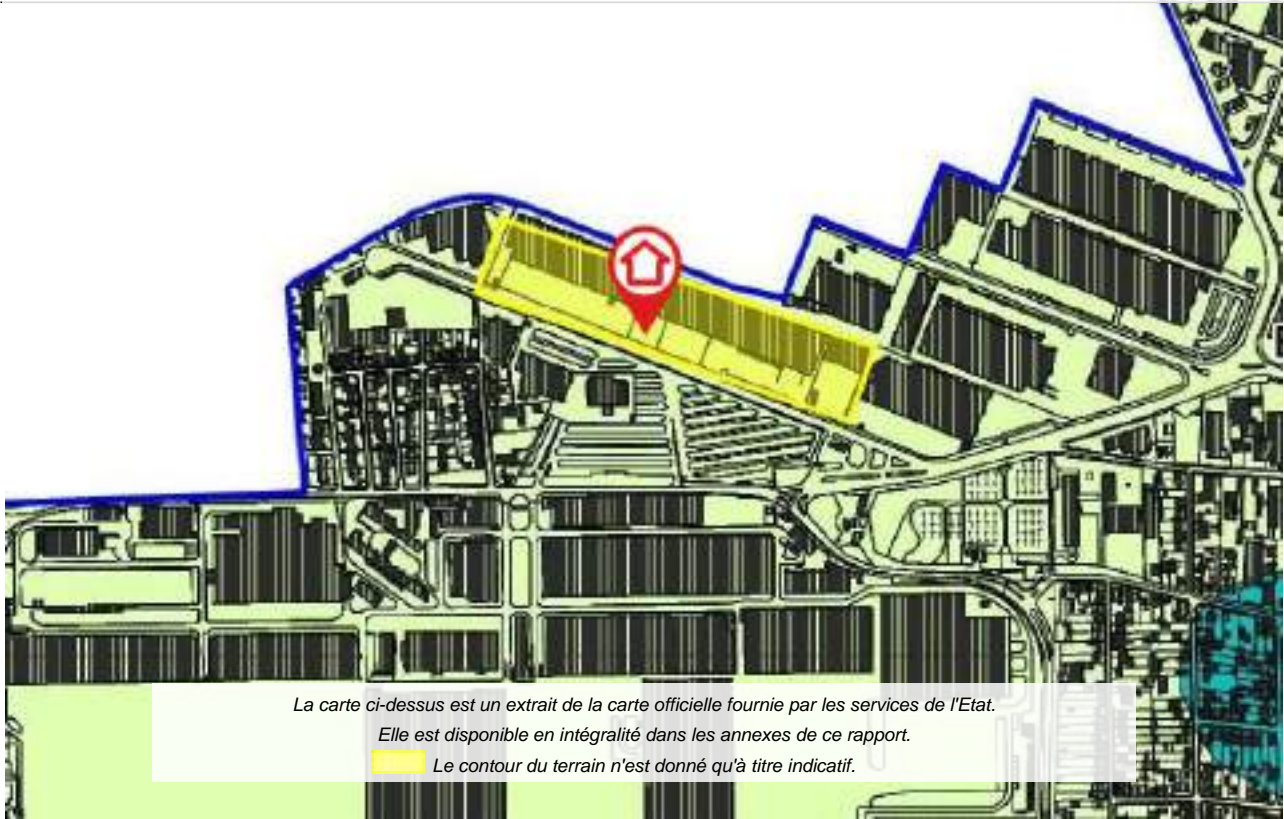 La carte ci-dessus est un extrait de la carte officielle fournie par les services de l'Etat.
Elle est disponible en intégralité dans les annexes de ce rapport.
Le contour du terrain n'est donné qu'à titre indicatif.